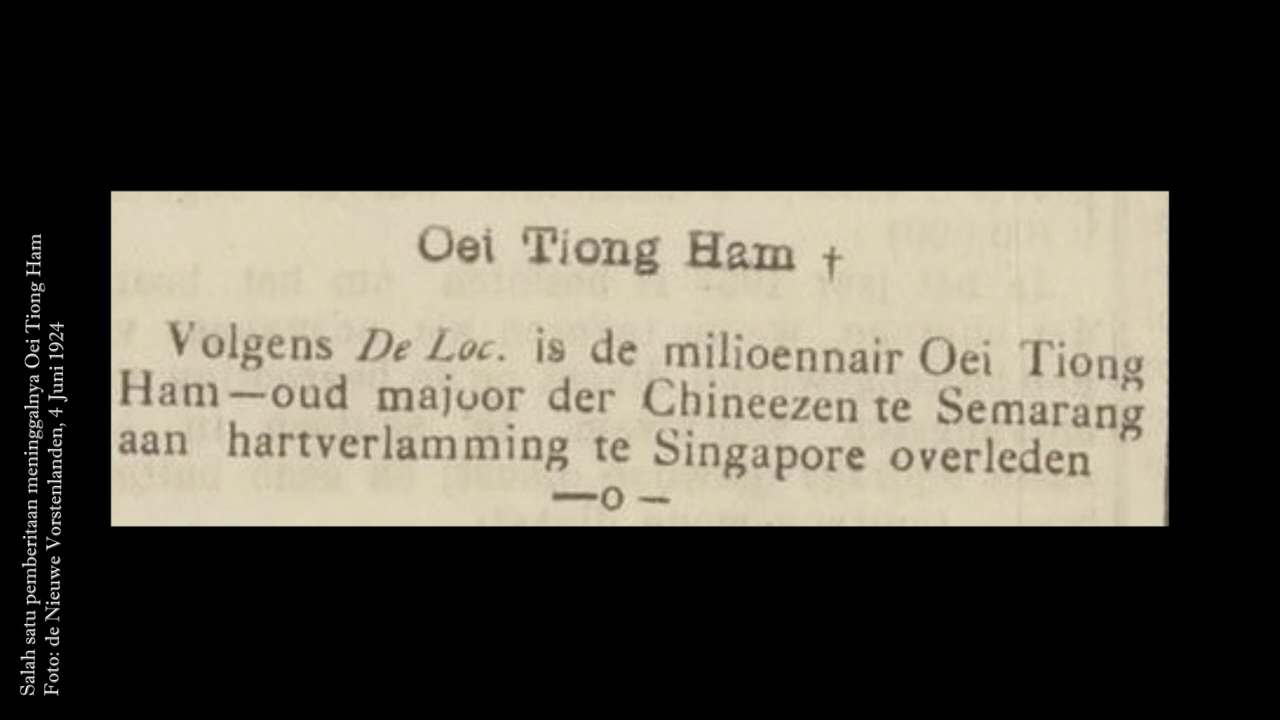 Oei Tiong Ham †
Volgens De Loc. is de milioennair Oei Tiong
Ham—oud majoor der Chineezen te Semarang
aan hartverlamming te Singapore overleden
—o—
Salah satu pemberitaan meninggalnya Oei Tiong Ham
Foto: de Nieuwe Vorstenlanden, 4 Juni 1924